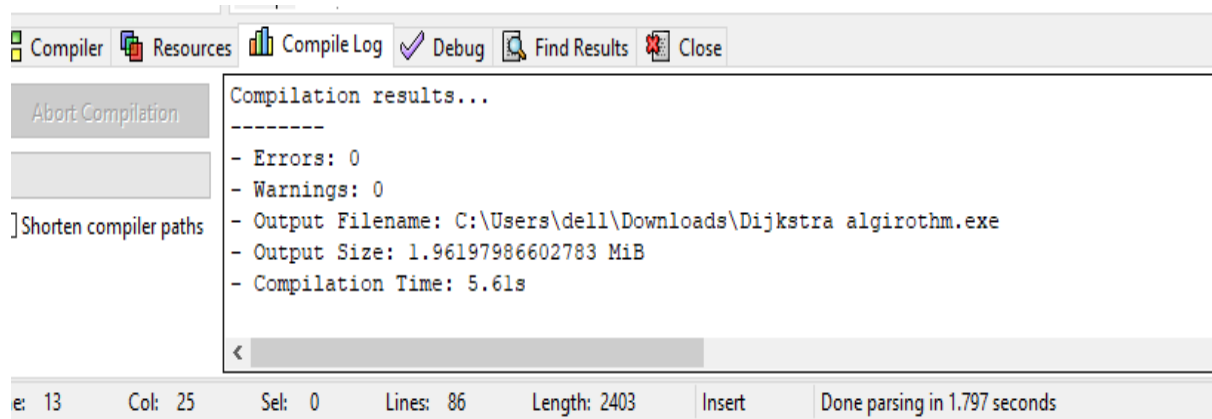 Compiler Resources Compile Log Debug Find Results Close
Abort Compilation
Shorten compiler paths
Compilation results...
--------
- Errors: 0
- Warnings: 0
- Output Filename: C:\Users\dell\Downloads\Dijkstra algirothm.exe
- Output Size: 1.96197986602783 MiB
- Compilation Time: 5.61s
e: 13 Col: 25 Sel: 0 Lines: 86 Length: 2403 Insert Done parsing in 1.797 seconds